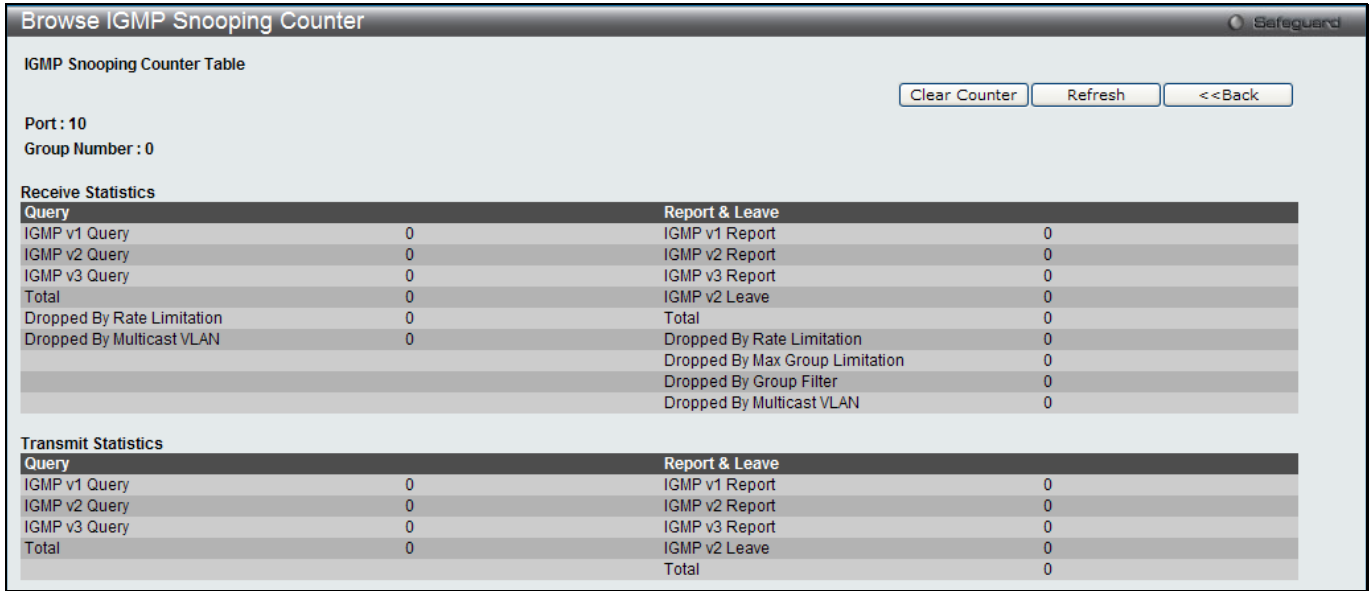 Browse IGMP Snooping Counter
Safeguard
IGMP Snooping Counter Table
Clear Counter Refresh <<Back
Port : 10
Group Number : 0
Receive Statistics
Query Report & Leave
IGMP v1 Query 0 IGMP v1 Report 0
IGMP v2 Query 0 IGMP v2 Report 0
IGMP v3 Query 0 IGMP v3 Report 0
Total 0 IGMP v2 Leave 0
Dropped By Rate Limitation 0 Total 0
Dropped By Multicast VLAN 0 Dropped By Rate Limitation 0
Dropped By Max Group Limitation 0
Dropped By Group Filter 0
Dropped By Multicast VLAN 0
Transmit Statistics
Query Report & Leave
IGMP v1 Query 0 IGMP v1 Report 0
IGMP v2 Query 0 IGMP v2 Report 0
IGMP v3 Query 0 IGMP v3 Report 0
Total 0 IGMP v2 Leave 0
Total 0